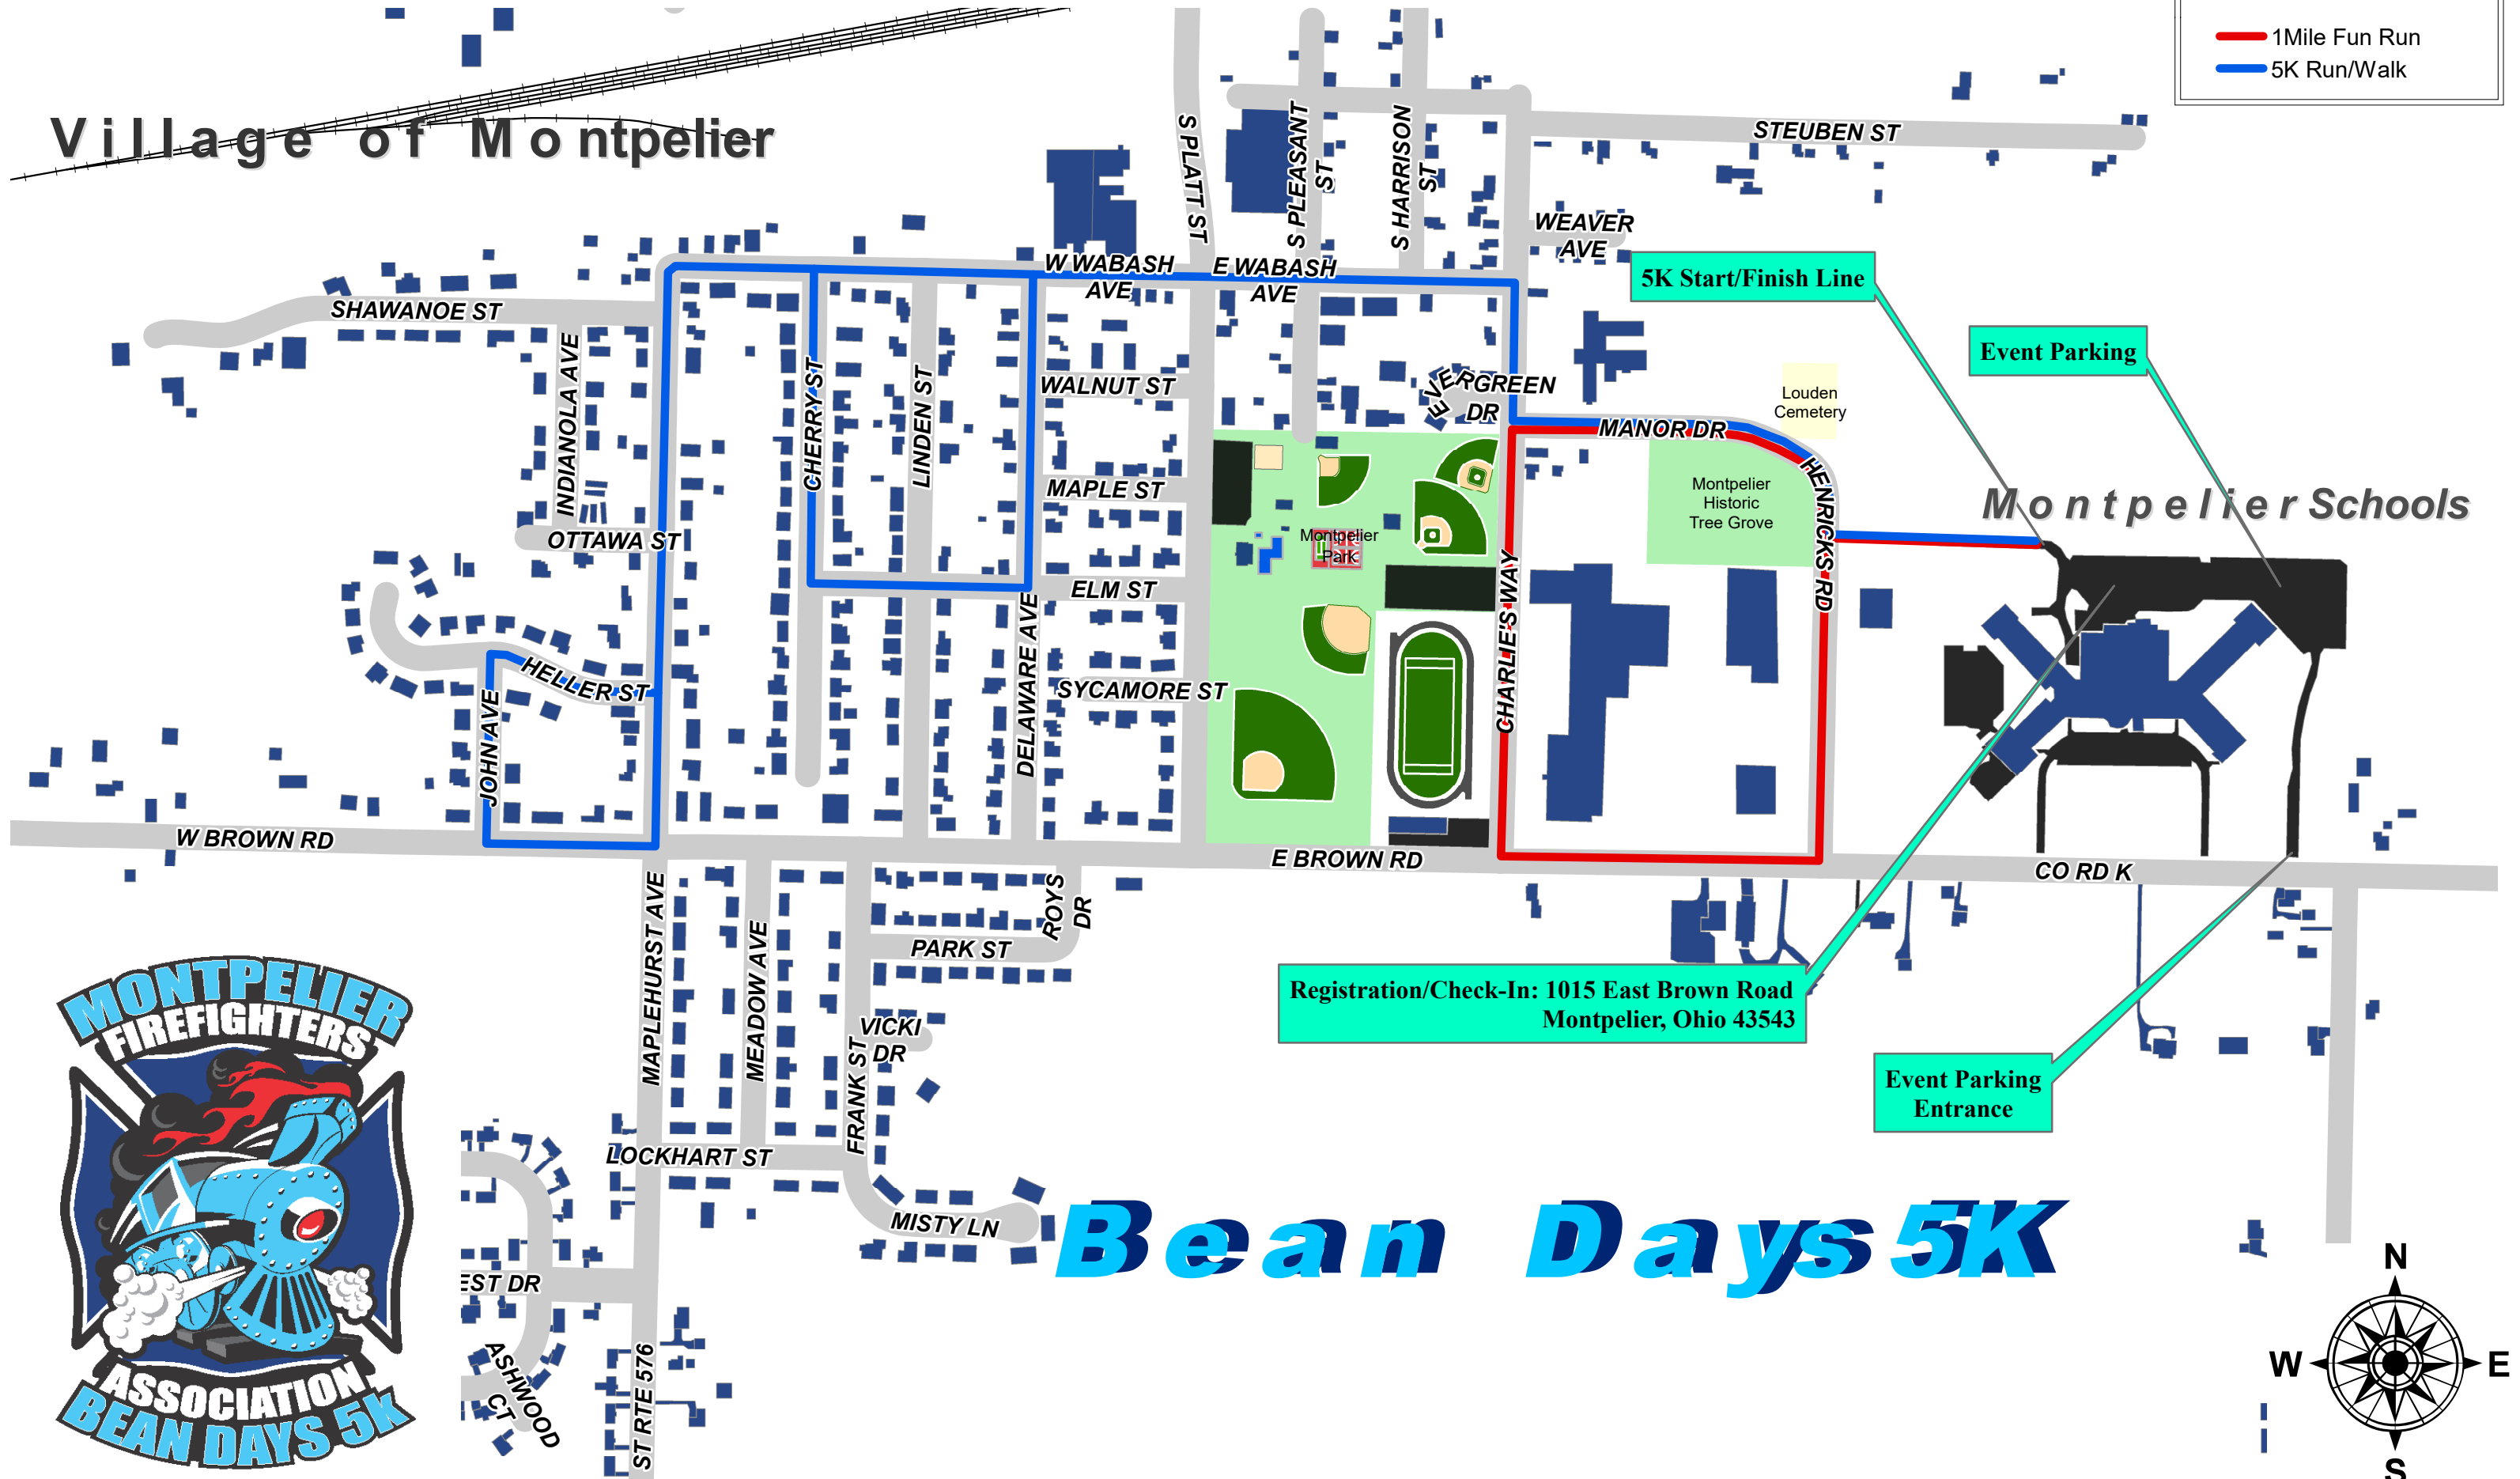 1Mile Fun Run
5K Run/Walk
Village of Montpelier
STEUBEN ST
S PLATT ST
S PLEASANT
ST
S HARRISON
ST
WEAVER
AVE
W WABASH
AVE
E WABASH
AVE
5K Start/Finish Line
Event Parking
SHAWANOE ST
INDIANOLA AVE
CHERRY ST
LINDEN ST
WALNUT ST
EVERGREEN
DR
Louden
Cemetery
MANOR DR
HENRICKS RD
MAPLE ST
Montpelier
Historic
Tree Grove
Montpelier Schools
OTTAWA ST
Montpelier
Park
ELM ST
DELAWARE AVE
CHARLIE'S WAY
HELLER ST
SYCAMORE ST
JOHN AVE
W BROWN RD
E BROWN RD
CO RD K
MAPLEHURST AVE
MEADOW AVE
ROYS
DR
PARK ST
VICKI
DR
FRANK ST
Registration/Check-In: 1015 East Brown Road
Montpelier, Ohio 43543
Event Parking
Entrance
LOCKHART ST
MISTY LN
EST DR
ASHWOOD
CT
ST RTE 576
MONTPELIER
FIREFIGHTERS
ASSOCIATION
BEAN DAYS 5k
Bean Days 5K
N
W
E
S